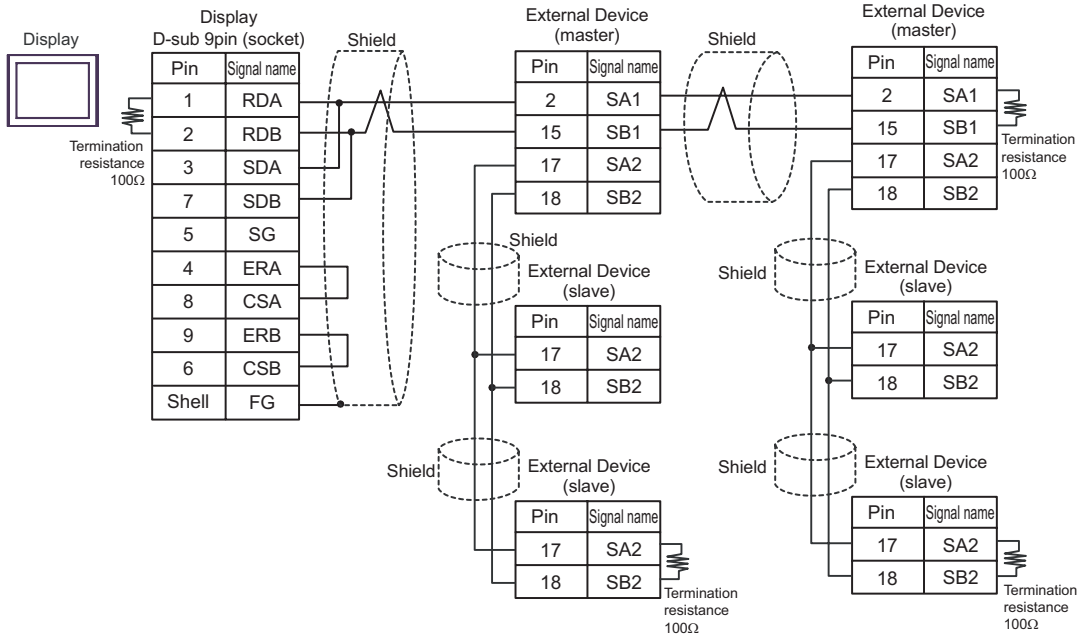 Display
Display
D-sub 9pin (socket)
Pin Signal name
1 RDA
2 RDB
3 SDA
7 SDB
5 SG
4 ERA
8 CSA
9 ERB
6 CSB
Shell FG
Termination
resistance
100Ω
Shield
External Device
(master)
Pin Signal name
2 SA1
15 SB1
17 SA2
18 SB2
Shield
External Device
(master)
Pin Signal name
2 SA1
15 SB1
17 SA2
18 SB2
Termination
resistance
100Ω
Shield
External Device
(slave)
Pin Signal name
17 SA2
18 SB2
Shield
External Device
(slave)
Pin Signal name
17 SA2
18 SB2
Shield
External Device
(slave)
Pin Signal name
17 SA2
18 SB2
Termination
resistance
100Ω
Shield
External Device
(slave)
Pin Signal name
17 SA2
18 SB2
Termination
resistance
100Ω